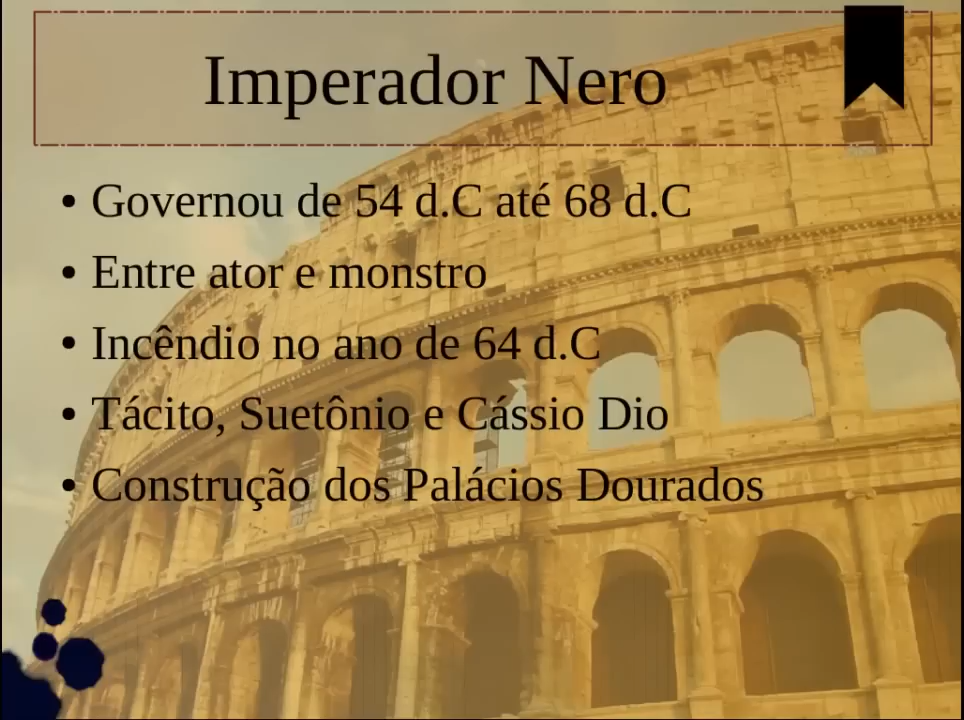 Imperador Nero
• Governou de 54 d.C até 68 d.C
• Entre ator e monstro
• Incêndio no ano de 64 d.C
• Tácito, Suetônio e Cássio Dio
• Construção dos Palácios Dourados